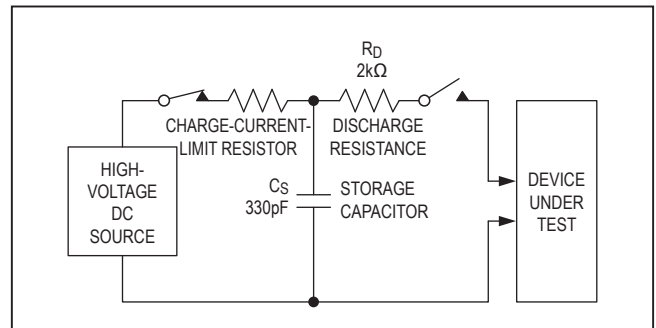 RD
2kΩ
CHARGE-CURRENT-
LIMIT RESISTOR
DISCHARGE
RESISTANCE
HIGH-
VOLTAGE
DC
SOURCE
CS
330pF
STORAGE
CAPACITOR
DEVICE
UNDER
TEST